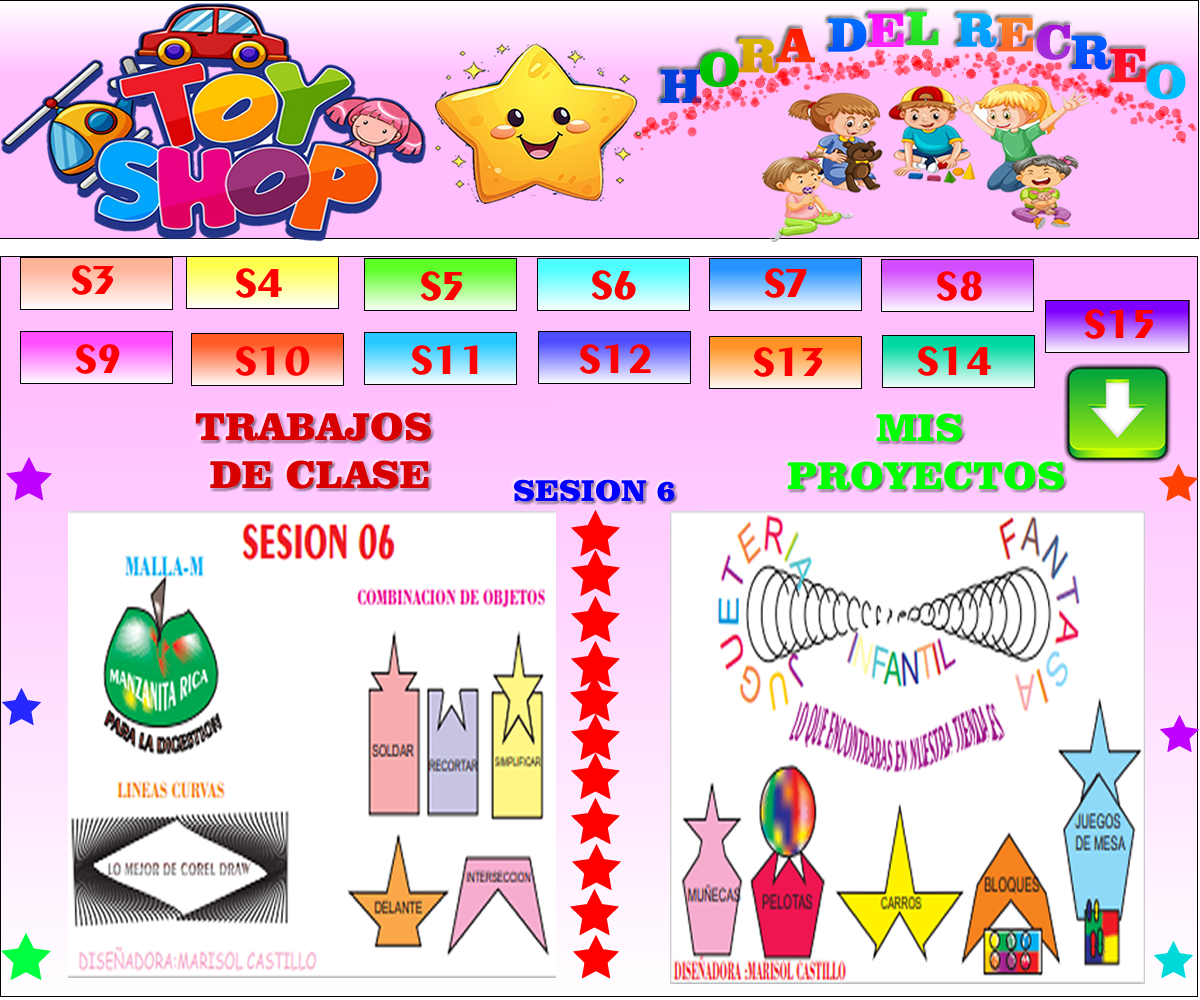 TOY
SHOP
HORA DEL RECREO
S3
S4
S5
S6
S7
S8
S15
S9
S10
S11
S12
S13
S14
TRABAJOS
DE CLASE
MIS
PROYECTOS
SESION 6
SESION 06
MALLA-M
COMBINACION DE OBJETOS
MANZANITA RICA
PARA LA DIGESTION
SOLDAR
RECORTAR
SIMPLIFICAR
LINEAS CURVAS
LO MEJOR DE COREL DRAW
DELANTE
INTERSECCION
DISEÑADORA:MARISOL CASTILLO
JUGUETERIA
INFANTIL
FANTASIA
LO QUE ENCONTRARAS EN NUESTRA TIENDA ES
MUÑECAS
PELOTAS
CARROS
BLOQUES
JUEGOS
DE MESA
DISEÑADORA :MARISOL CASTILLO